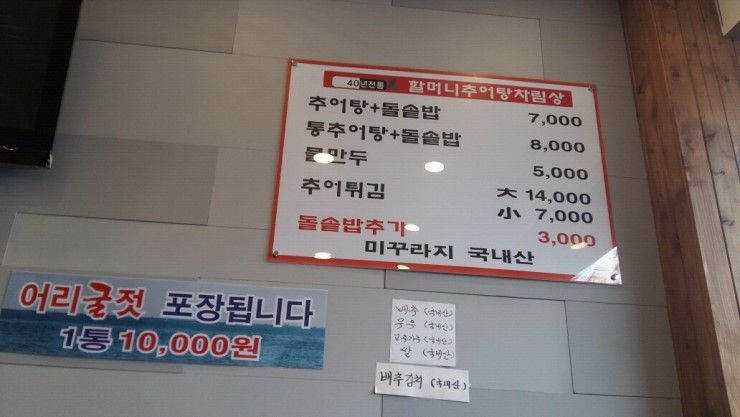 40년전통 할머니추어탕차림상
추어탕+돌솥밥 7,000
통추어탕+돌솥밥 8,000
물만두 5,000
추어튀김 大 14,000
小 7,000
돌솥밥추가 3,000
미꾸라지 국내산
어리굴젓 포장됩니다
1통 10,000원
배추 (국내산)
무우 (국내산)
고추가루 (국내산)
쌀 (국내산)
배추김치 (국내산)